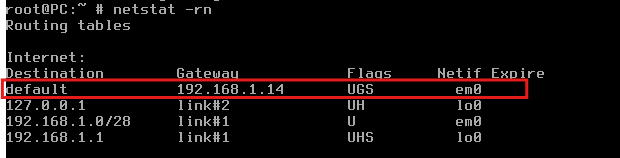 root@PC:~ # netstat -rn
Routing tables

Internet:
Destination Gateway Flags Netif Expire
default 192.168.1.14 UGS em0
127.0.0.1 link#2 UH lo0
192.168.1.0/28 link#1 U em0
192.168.1.1 link#1 UHS lo0